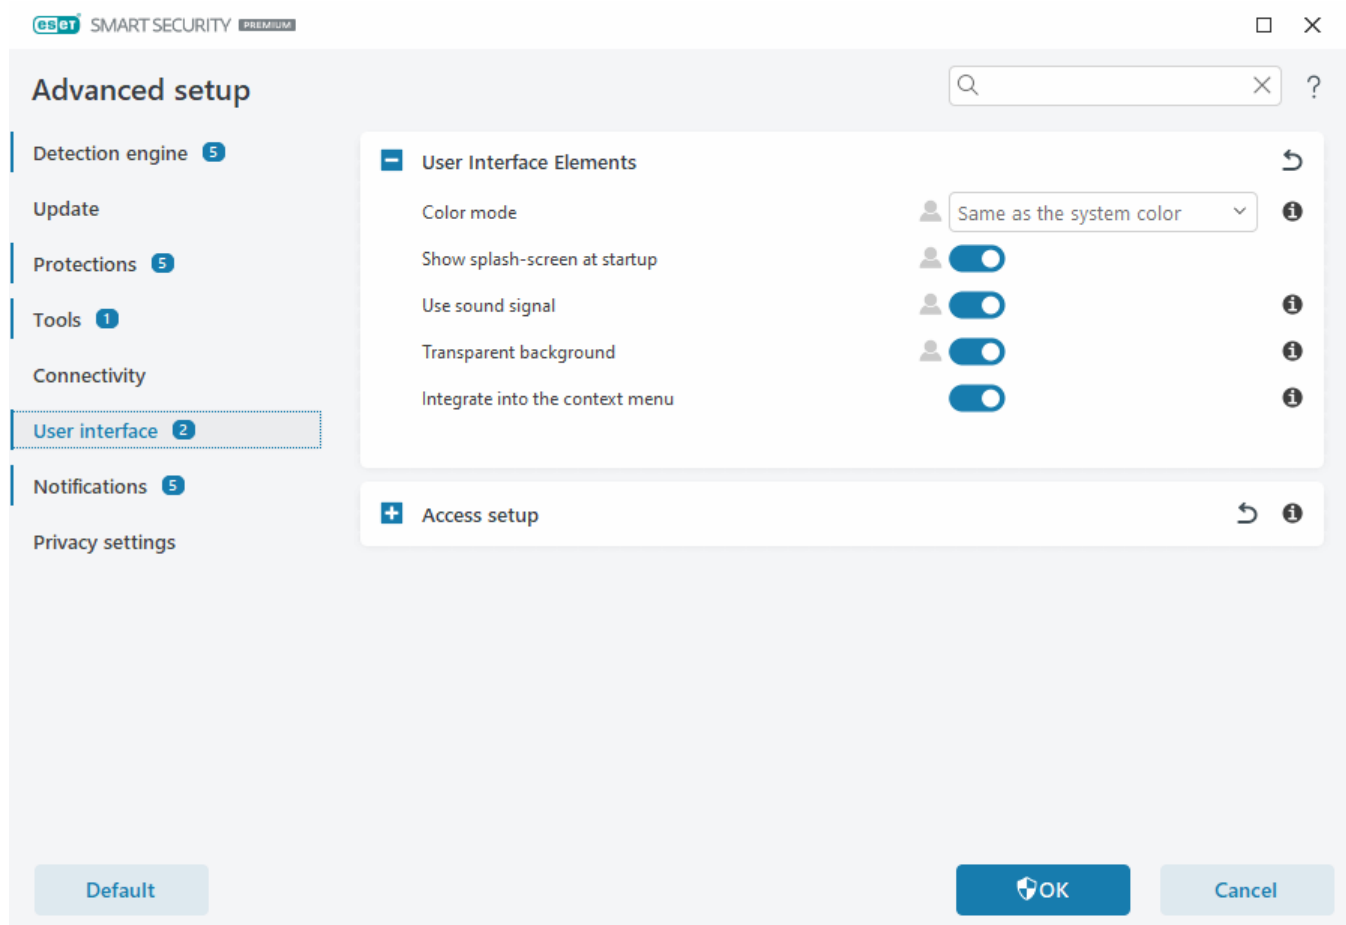 eset SMART SECURITY PREMIUM
Advanced setup
?
Detection engine 5
Update
Protections 5
Tools 1
Connectivity
User interface 2
Notifications 5
Privacy settings
User Interface Elements
Color mode Same as the system color
Show splash-screen at startup
Use sound signal
Transparent background
Integrate into the context menu
Access setup
Default
OK
Cancel